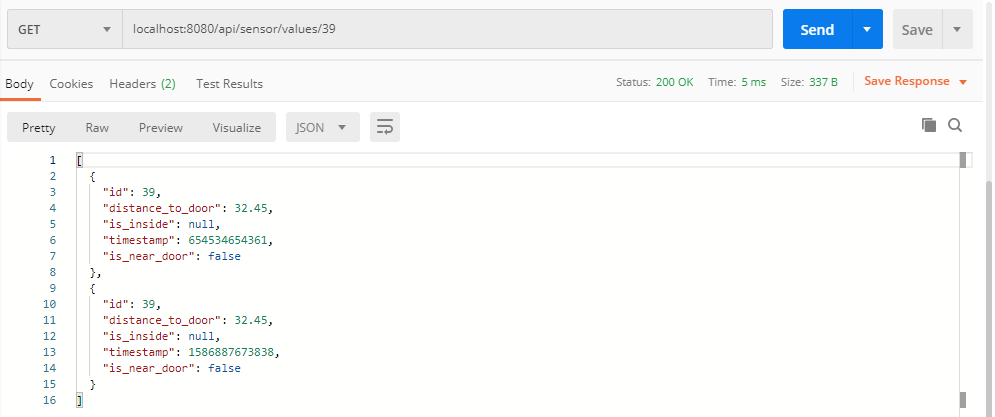 GET localhost:8080/api/sensor/values/39 Send Save
Body Cookies Headers (2) Test Results Status: 200 OK Time: 5 ms Size: 337 B Save Response
Pretty Raw Preview Visualize JSON
1 [
2 {
3 "id": 39,
4 "distance_to_door": 32.45,
5 "is_inside": null,
6 "timestamp": 654534654361,
7 "is_near_door": false
8 },
9 {
10 "id": 39,
11 "distance_to_door": 32.45,
12 "is_inside": null,
13 "timestamp": 1586887673838,
14 "is_near_door": false
15 }
16 ]